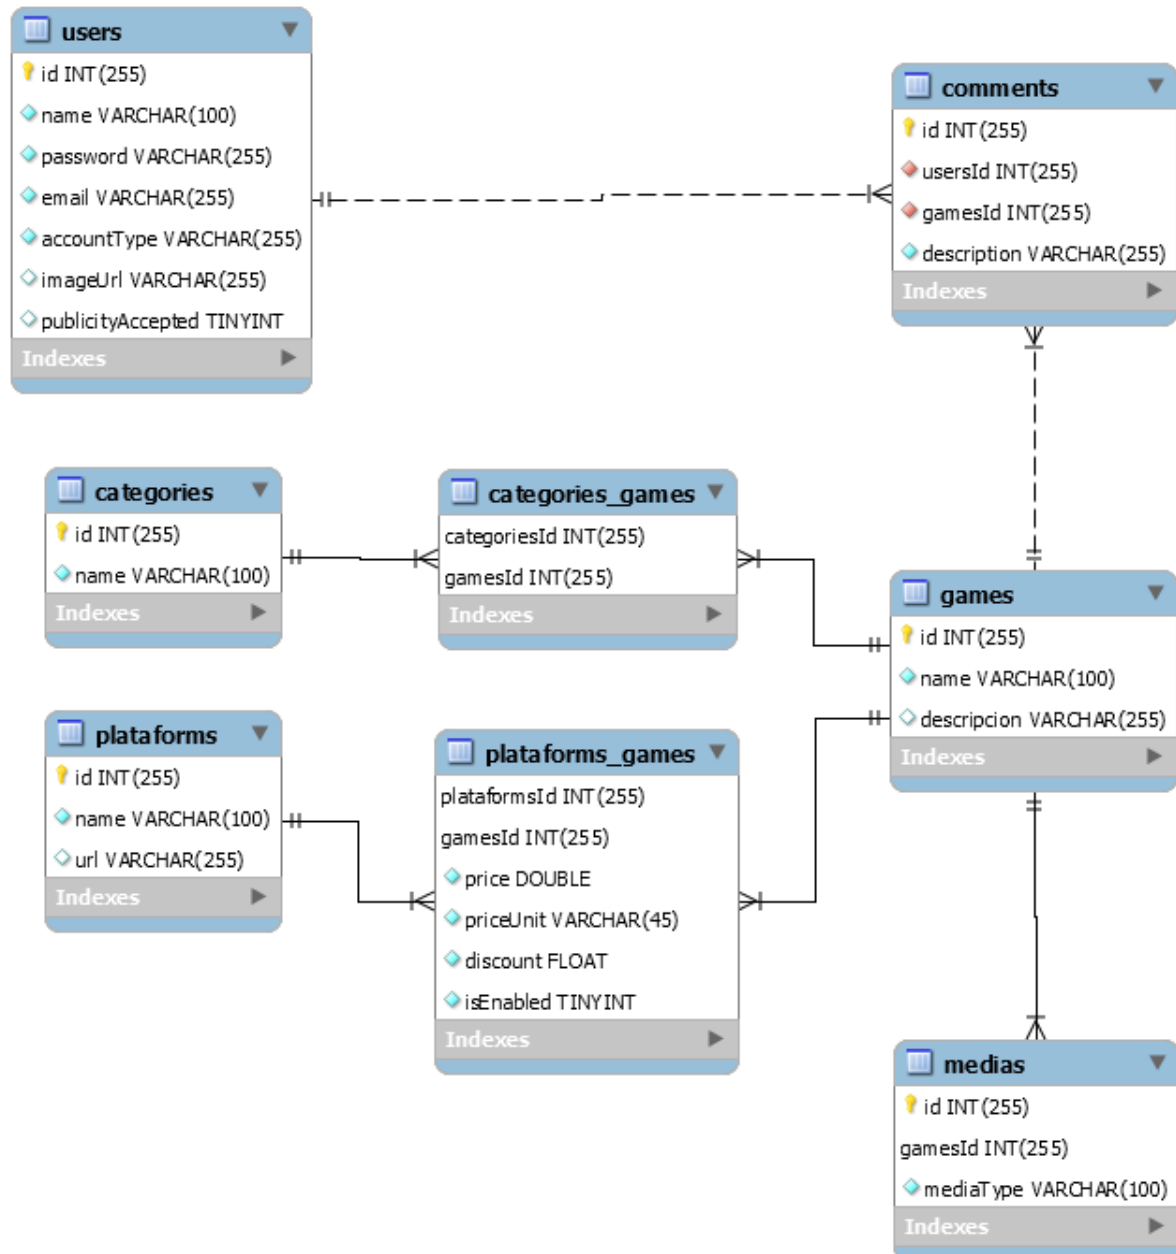 users
id INT(255)
name VARCHAR(100)
password VARCHAR(255)
email VARCHAR(255)
accountType VARCHAR(255)
imageUrl VARCHAR(255)
publicityAccepted TINYINT
Indexes
comments
id INT(255)
usersId INT(255)
gamesId INT(255)
description VARCHAR(255)
Indexes
categories
id INT(255)
name VARCHAR(100)
Indexes
categories_games
categoriesId INT(255)
gamesId INT(255)
Indexes
games
id INT(255)
name VARCHAR(100)
descripcion VARCHAR(255)
Indexes
plataforms
id INT(255)
name VARCHAR(100)
url VARCHAR(255)
Indexes
plataforms_games
plataformsId INT(255)
gamesId INT(255)
price DOUBLE
priceUnit VARCHAR(45)
discount FLOAT
isEnabled TINYINT
Indexes
medias
id INT(255)
gamesId INT(255)
mediaType VARCHAR(100)
Indexes